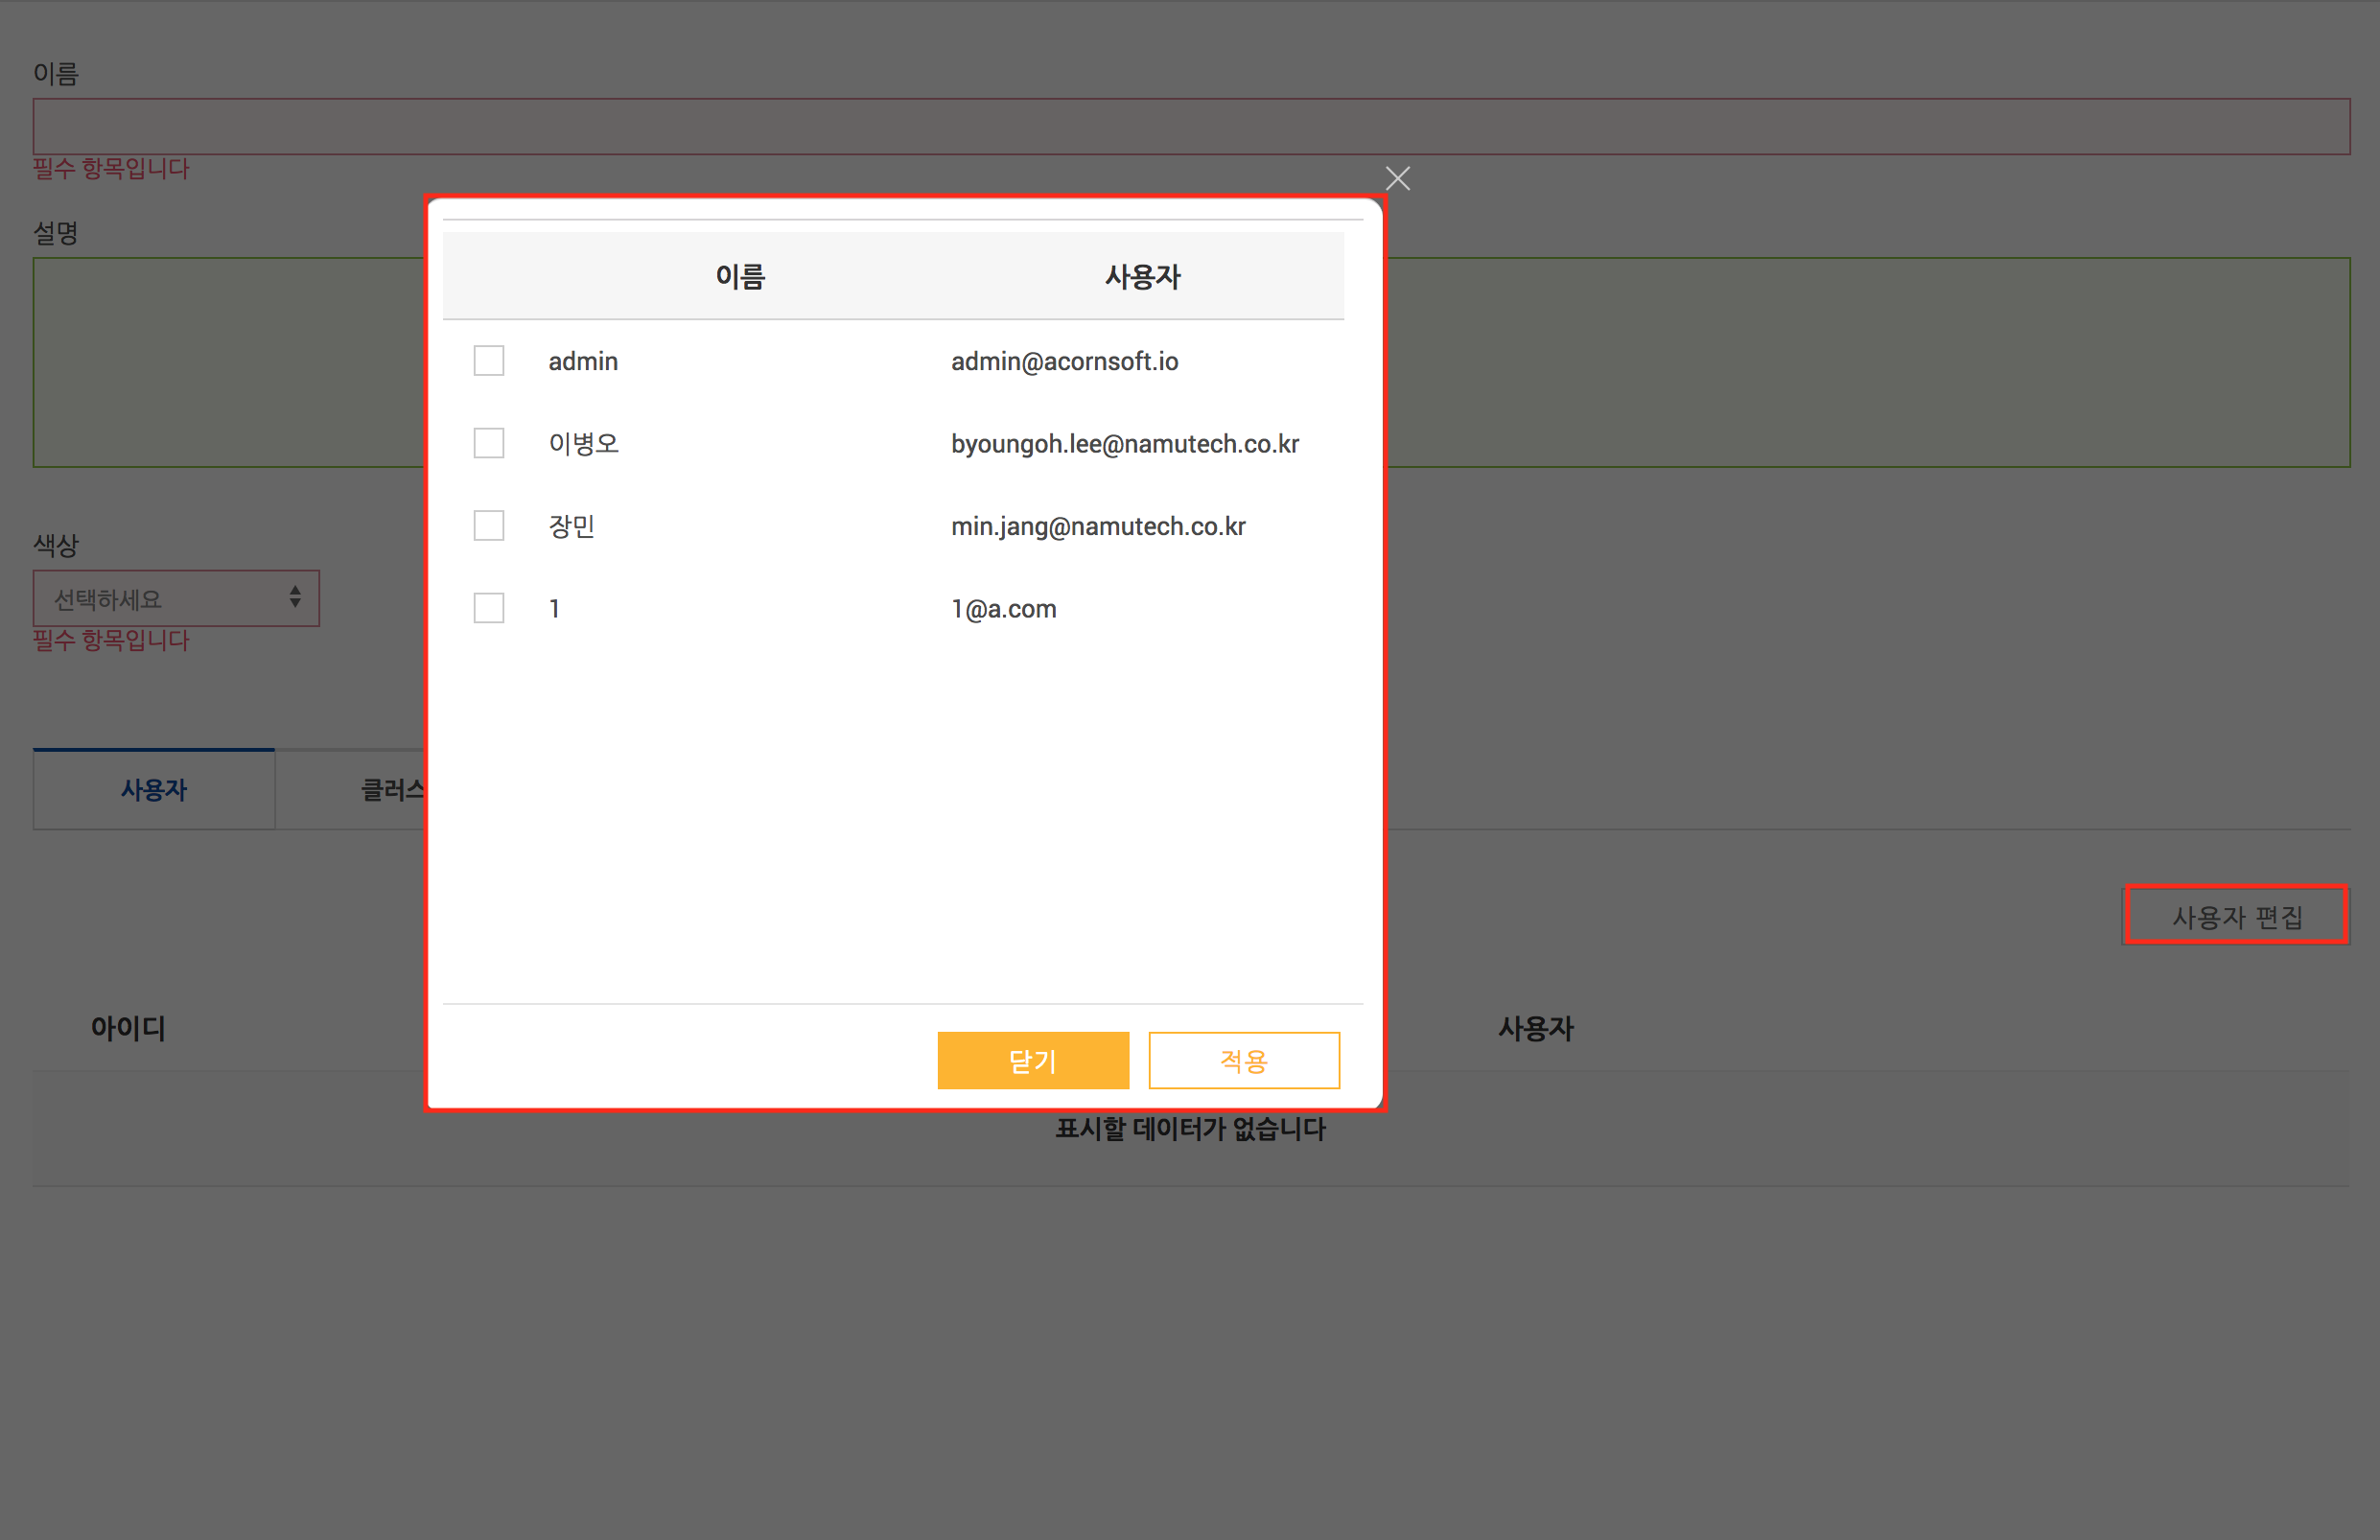 이름
필수 항목입니다
설명
색상
선택하세요
필수 항목입니다
사용자 클러스
사용자 편집
아이디 사용자
표시할 데이터가 없습니다
이름 사용자
admin admin@acornsoft.io
이병오 byoungoh.lee@namutech.co.kr
장민 min.jang@namutech.co.kr
1 1@a.com
닫기 적용